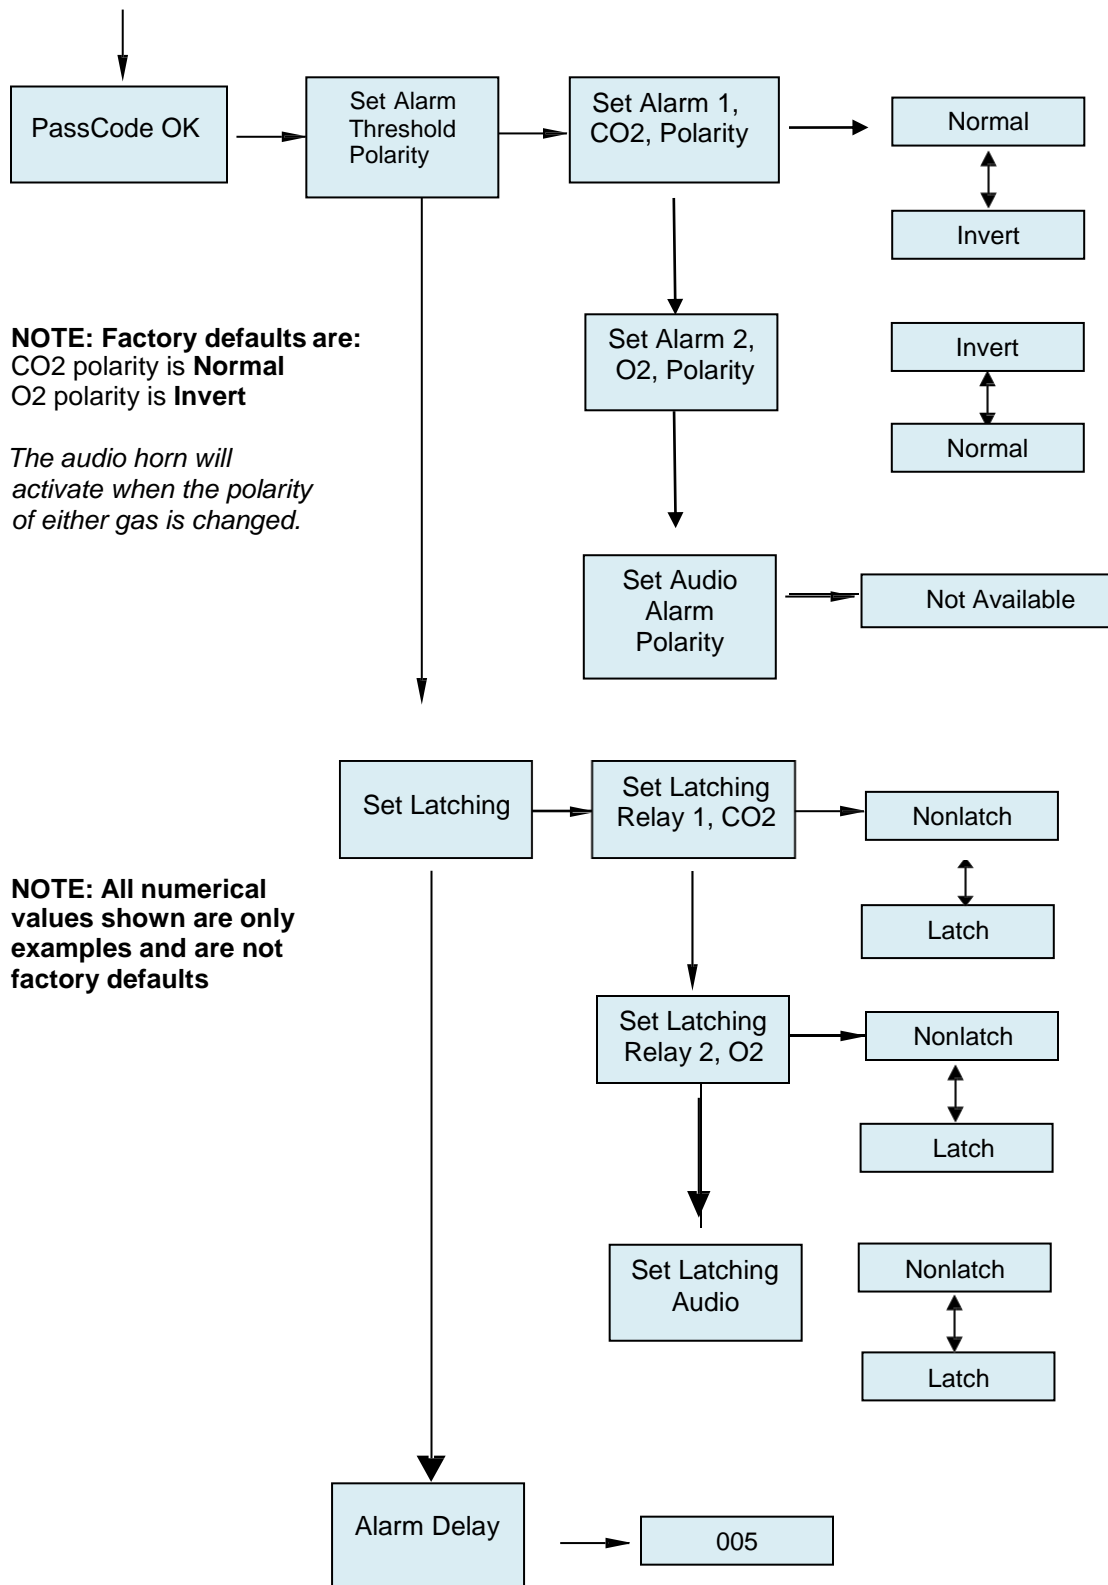 PassCode OK
Set Alarm
Threshold
Polarity
Set Alarm 1,
CO2, Polarity
Normal
Invert
NOTE: Factory defaults are:
CO2 polarity is Normal
O2 polarity is Invert
The audio horn will
activate when the polarity
of either gas is changed.
Set Alarm 2,
O2, Polarity
Invert
Normal
Set Audio
Alarm
Polarity
Not Available
Set Latching
Set Latching
Relay 1, CO2
Nonlatch
Latch
NOTE: All numerical
values shown are only
examples and are not
factory defaults
Set Latching
Relay 2, O2
Nonlatch
Latch
Set Latching
Audio
Nonlatch
Latch
Alarm Delay
005